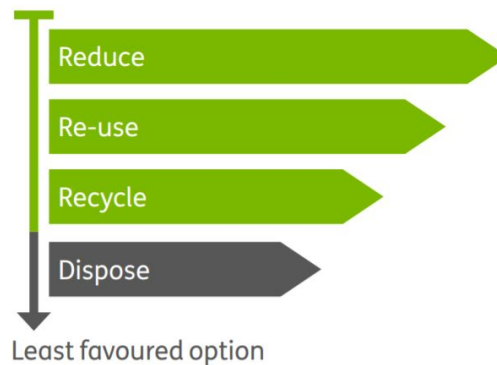 Reduce
Re-use
Recycle
Dispose
Least favoured option